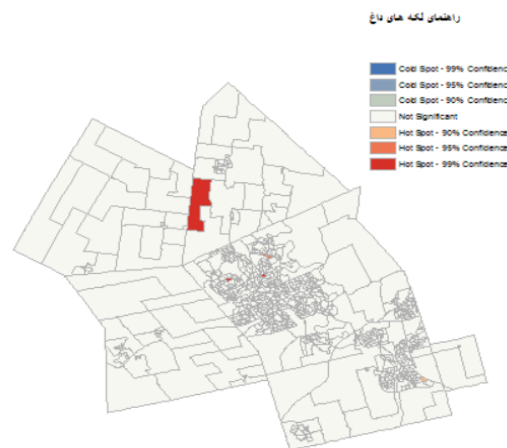 راهنمای لکه های داغ
Cold Spot - 99% Confidence
Cold Spot - 95% Confidence
Cold Spot - 90% Confidence
Not Significant
Hot Spot - 90% Confidence
Hot Spot - 95% Confidence
Hot Spot - 99% Confidence